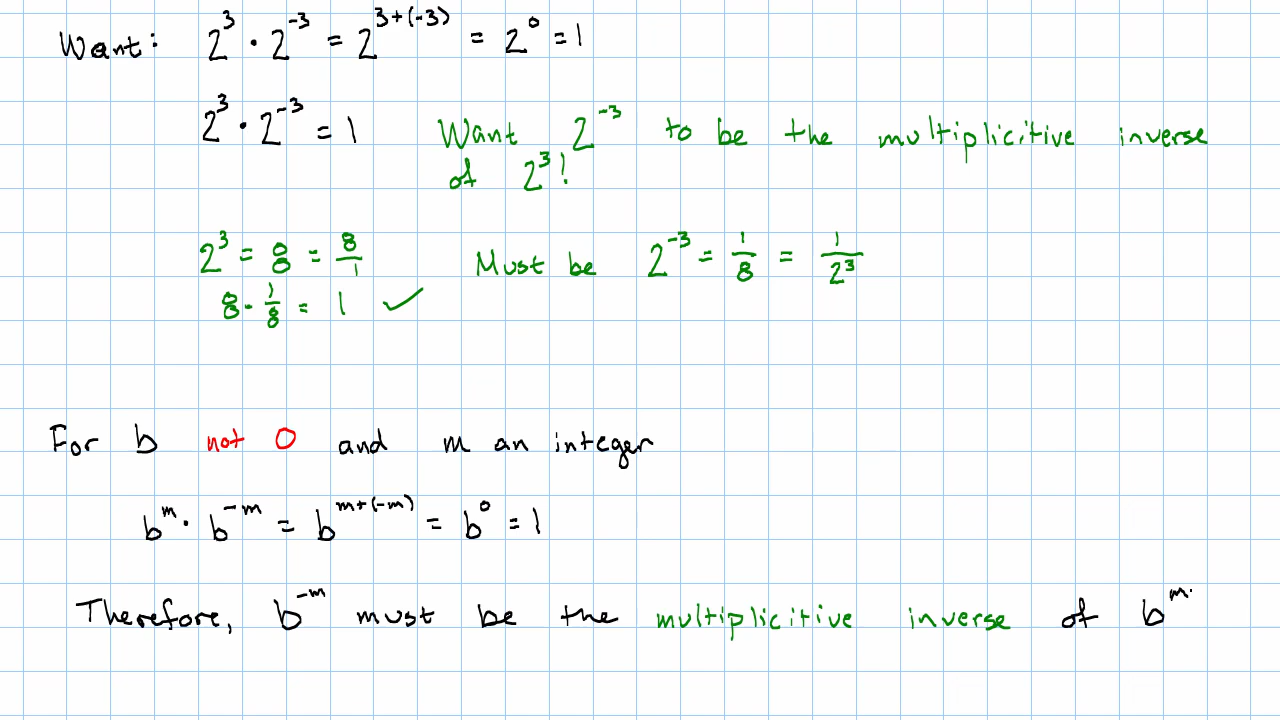 Want: 2^3 · 2^-3 = 2^3+(-3) = 2^0 = 1
2^3 · 2^-3 = 1 Want 2^-3 to be the multiplicitive inverse
of 2^3!
2^3 = 8 = 8/1 Must be 2^-3 = 1/8 = 1/2^3
8 · 1/8 = 1 ✓
For b not 0 and m an integer
b^m · b^-m = b^m+(-m) = b^0 = 1
Therefore, b^-m must be the multiplicitive inverse of b^m.